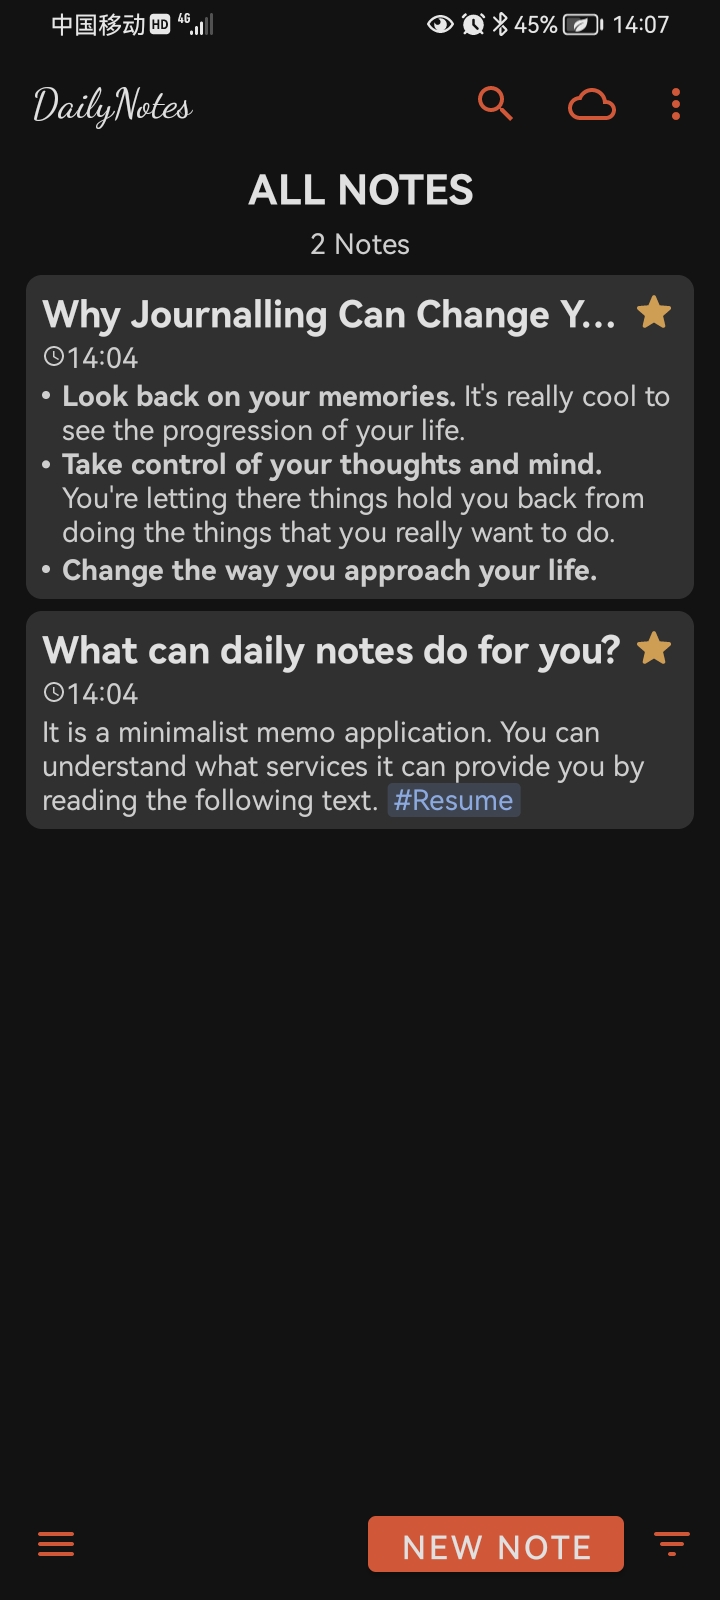 中国移动 HD 4G 45% 14:07
DailyNotes
ALL NOTES
2 Notes
Why Journalling Can Change Y...
14:04
• Look back on your memories. It's really cool to
see the progression of your life.
• Take control of your thoughts and mind.
You're letting there things hold you back from
doing the things that you really want to do.
• Change the way you approach your life.
What can daily notes do for you?
14:04
It is a minimalist memo application. You can
understand what services it can provide you by
reading the following text. #Resume
NEW NOTE